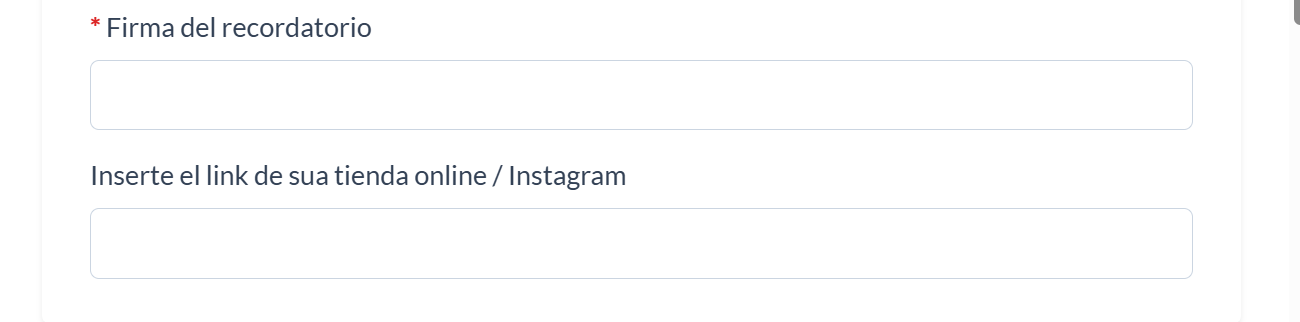 * Firma del recordatorio
Inserte el link de sua tienda online / Instagram